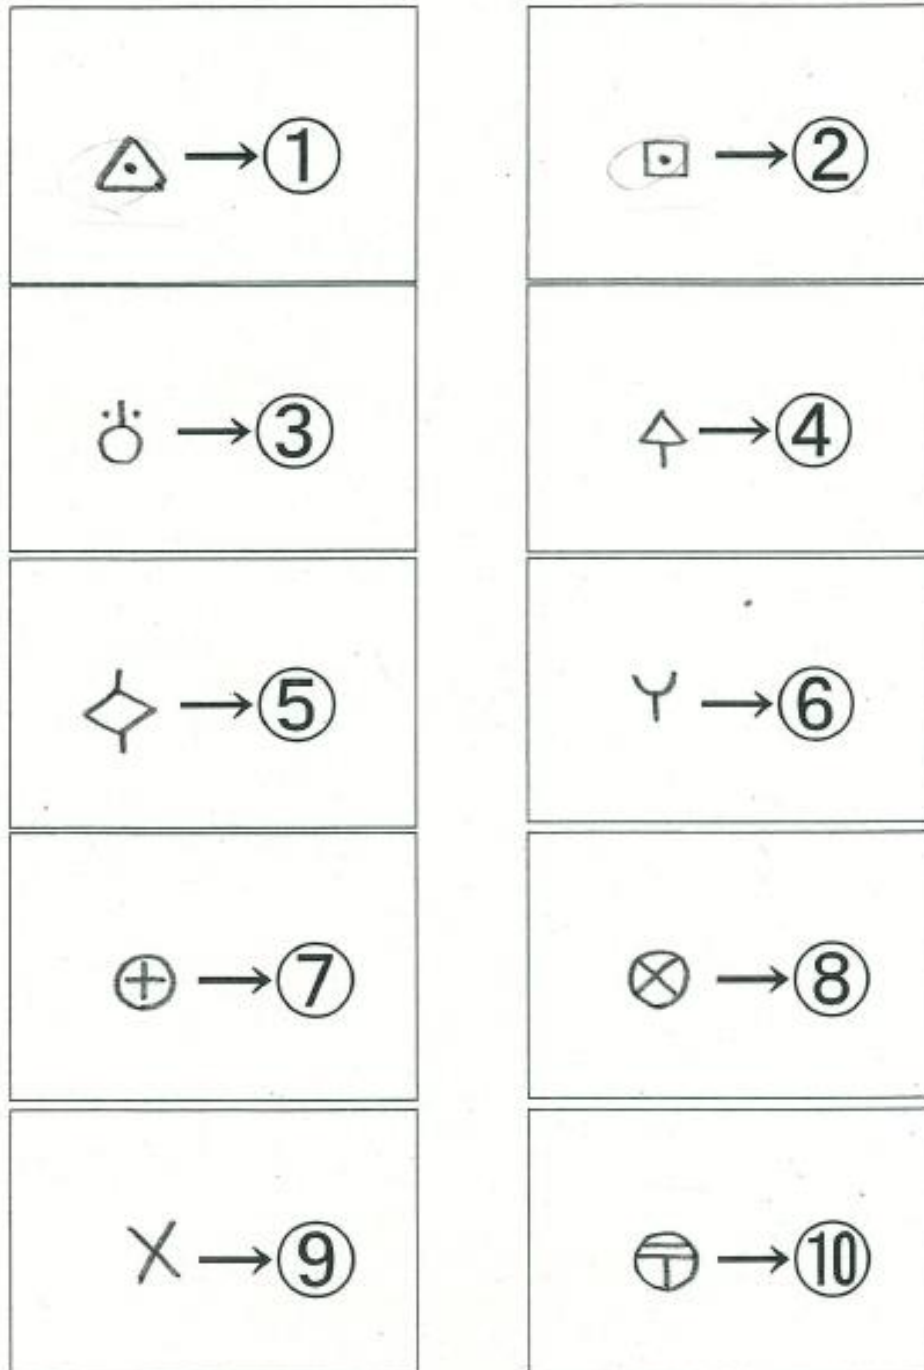 → ① → ②
→ ③ → ④
→ ⑤ → ⑥
→ ⑦ → ⑧
→ ⑨ → ⑩